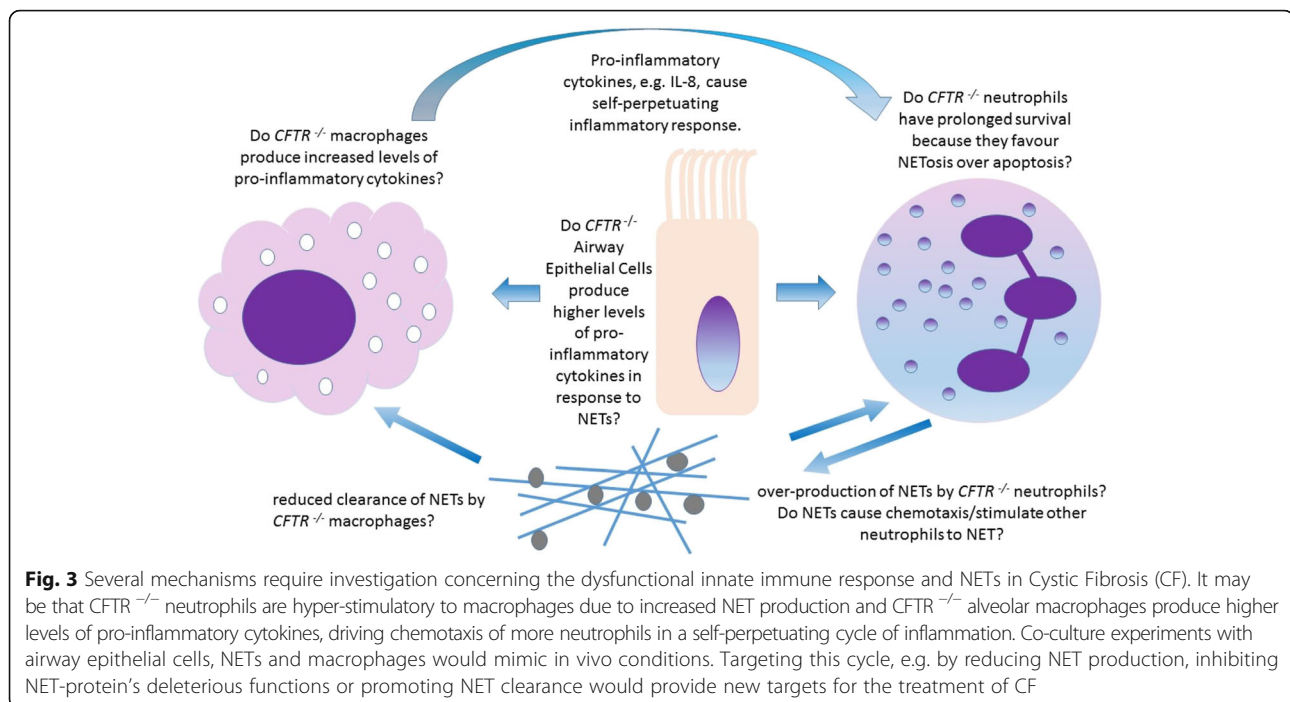 Pro-inflammatory
cytokines, e.g. IL-8, cause
self-perpetuating
inflammatory response.
Do CFTR -/- macrophages
produce increased levels of
pro-inflammatory cytokines?
Do CFTR -/- neutrophils
have prolonged survival
because they favour
NETosis over apoptosis?
Do CFTR -/-
Airway
Epithelial Cells
produce
higher levels
of pro-
inflammatory
cytokines in
response to
NETs?
reduced clearance of NETs by
CFTR -/- macrophages?
over-production of NETs by CFTR -/- neutrophils?
Do NETs cause chemotaxis/stimulate other
neutrophils to NET?
Fig. 3 Several mechanisms require investigation concerning the dysfunctional innate immune response and NETs in Cystic Fibrosis (CF). It may
be that CFTR −/− neutrophils are hyper-stimulatory to macrophages due to increased NET production and CFTR −/− alveolar macrophages produce higher
levels of pro-inflammatory cytokines, driving chemotaxis of more neutrophils in a self-perpetuating cycle of inflammation. Co-culture experiments with
airway epithelial cells, NETs and macrophages would mimic in vivo conditions. Targeting this cycle, e.g. by reducing NET production, inhibiting
NET-protein's deleterious functions or promoting NET clearance would provide new targets for the treatment of CF